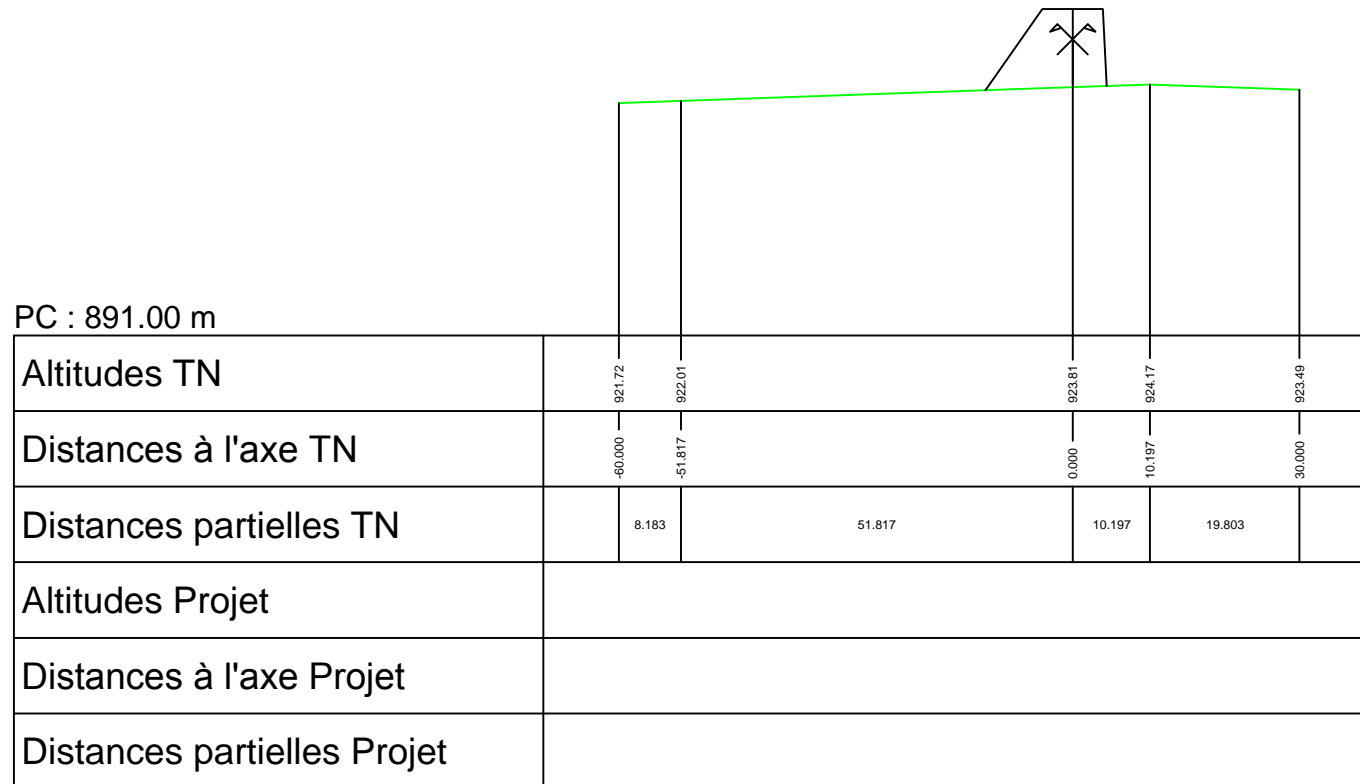 PC : 891.00 m
Altitudes TN
921.72
922.01
923.81
924.17
923.49
Distances à l'axe TN
-60.000
-51.817
0.000
10.197
30.000
Distances partielles TN
8.183
51.817
10.197
19.803
Altitudes Projet
Distances à l'axe Projet
Distances partielles Projet